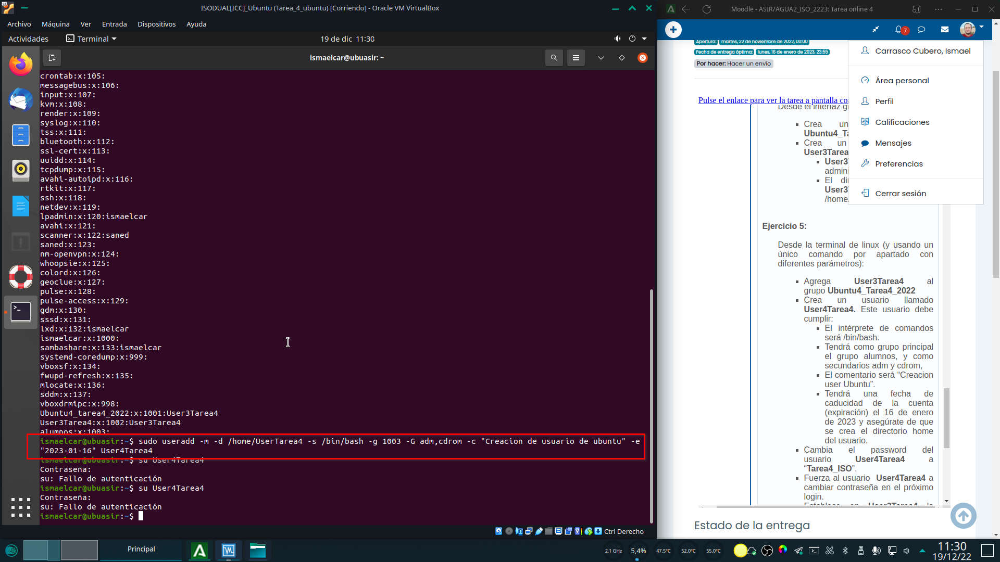 ISODUAL[ICC]_Ubuntu (Tarea_4_ubuntu) [Corriendo] - Oracle VM VirtualBox
Archivo Máquina Ver Entrada Dispositivos Ayuda
Actividades Terminal 19 de dic 11:30
ismaelcar@ubuasir: ~
crontab:x:105:
messagebus:x:106:
input:x:107:
kvm:x:108:
render:x:109:
syslog:x:110:
tss:x:111:
bluetooth:x:112:
ssl-cert:x:113:
uuidd:x:114:
tcpdump:x:115:
avahi-autoipd:x:116:
rtkit:x:117:
ssh:x:118:
netdev:x:119:
lpadmin:x:120:ismaelcar
avahi:x:121:
scanner:x:122:saned
saned:x:123:
nm-openvpn:x:124:
whoopsie:x:125:
colord:x:126:
geoclue:x:127:
pulse:x:128:
pulse-access:x:129:
gdm:x:130:
sssd:x:131:
lxd:x:132:ismaelcar
ismaelcar:x:1000:
sambashare:x:133:ismaelcar
systemd-coredump:x:999:
vboxsf:x:134:
fwupd-refresh:x:135:
mlocate:x:136:
sddm:x:137:
vboxdrmipc:x:998:
Ubuntu4_tarea4_2022:x:1001:User3Tarea4
User3Tarea4:x:1002:User3Tarea4
alumnos:x:1003:
ismaelcar@ubuasir:~$ sudo useradd -m -d /home/UserTarea4 -s /bin/bash -g 1003 -G adm,cdrom -c "Creacion de usuario de ubuntu" -e
"2023-01-16" User4Tarea4
ismaelcar@ubuasir:~$ su User4Tarea4
Contraseña:
su: Fallo de autenticación
ismaelcar@ubuasir:~$ su User4Tarea4
Contraseña:
su: Fallo de autenticación
ismaelcar@ubuasir:~$
Ctrl Derecho
Moodle - ASIR/AGUA2_ISO_2223: Tarea online 4
7
Apertura: martes, 22 de noviembre de 2022, 00:00
Fecha de entrega óptima: lunes, 16 de enero de 2023, 23:55
Por hacer: Hacer un envío
Carrasco Cubero, Ismael
Área personal
Perfil
Calificaciones
Mensajes
Preferencias
Cerrar sesión
Pulse el enlace para ver la tarea a pantalla co
Desde el interfaz g
Crea un
Ubuntu4_Ta
Crea un
User3Tarea
User3
admini
El di
User3
/home/
Ejercicio 5:
Desde la terminal de linux (y usando un
único comando por apartado con
diferentes parámetros):
Agrega User3Tarea4 al
grupo Ubuntu4_Tarea4_2022
Crea un usuario llamado
User4Tarea4. Este usuario debe
cumplir:
El intérprete de comandos
será /bin/bash.
Tendrá como grupo principal
el grupo alumnos, y como
secundarios adm y cdrom,
El comentario será “Creacion
user Ubuntu”.
Tendrá una fecha de
caducidad de la cuenta
(expiración) el 16 de enero
de 2023 y asegúrate de que
se crea el directorio home
del usuario.
Cambia el password del
usuario User4Tarea4 a
“Tarea4_ISO”.
Fuerza al usuario User4Tarea4 a
cambiar contraseña en el próximo
login.
Establece en User3Tarea4 la
Estado de la entrega
Principal
2,1 GHz 5,4% 47,5°C 52,0°C 55,0°C
11:30
19/12/22